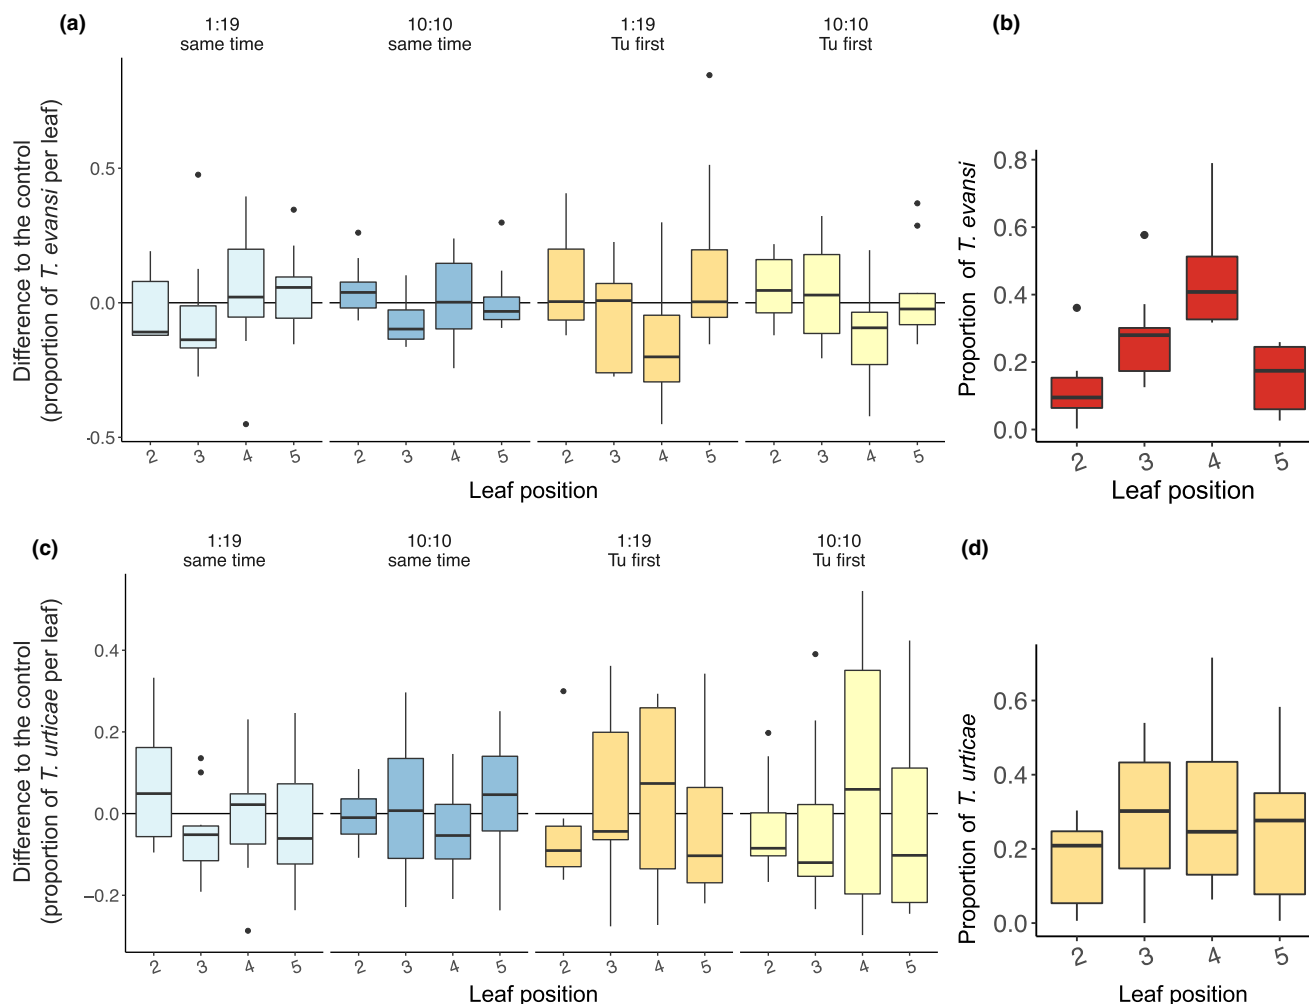 (a)
1:19 10:10 1:19 10:10
same time same time Tu first Tu first
Difference to the control
(proportion of T. evansi per leaf)
0.5
0.0
-0.5
2 3 4 5 2 3 4 5 2 3 4 5 2 3 4 5
Leaf position
(b)
Proportion of T. evansi
0.8
0.6
0.4
0.2
0.0
2 3 4 5
Leaf position
(c)
1:19 10:10 1:19 10:10
same time same time Tu first Tu first
Difference to the control
(proportion of T. urticae per leaf)
0.4
0.2
0.0
−0.2
2 3 4 5 2 3 4 5 2 3 4 5 2 3 4 5
Leaf position
(d)
Proportion of T. urticae
0.6
0.4
0.2
0.0
2 3 4 5
Leaf position